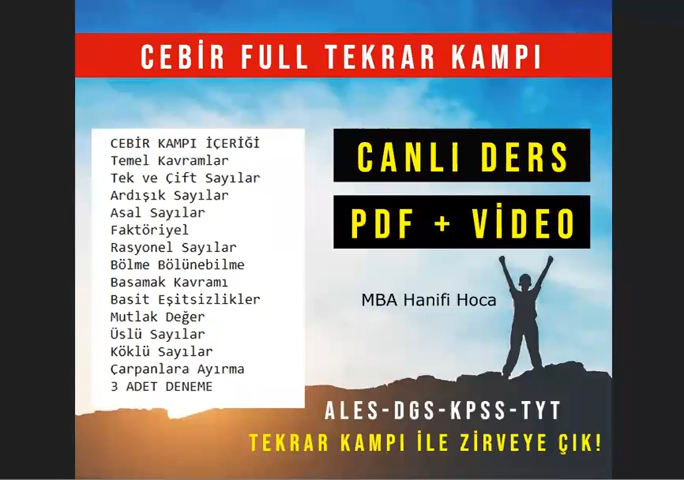 CEBİR FULL TEKRAR KAMPI
CEBİR KAMPI İÇERİĞİ
Temel Kavramlar
Tek ve Çift Sayılar
Ardışık Sayılar
Asal Sayılar
Faktöriyel
Rasyonel Sayılar
Bölme Bölünebilme
Basamak Kavramı
Basit Eşitsizlikler
Mutlak Değer
Üslü Sayılar
Köklü Sayılar
Çarpanlara Ayırma
3 ADET DENEME
CANLI DERS
PDF + VİDEO
MBA Hanifi Hoca
ALES-DGS-KPSS-TYT
TEKRAR KAMPI İLE ZİRVEYE ÇIK!